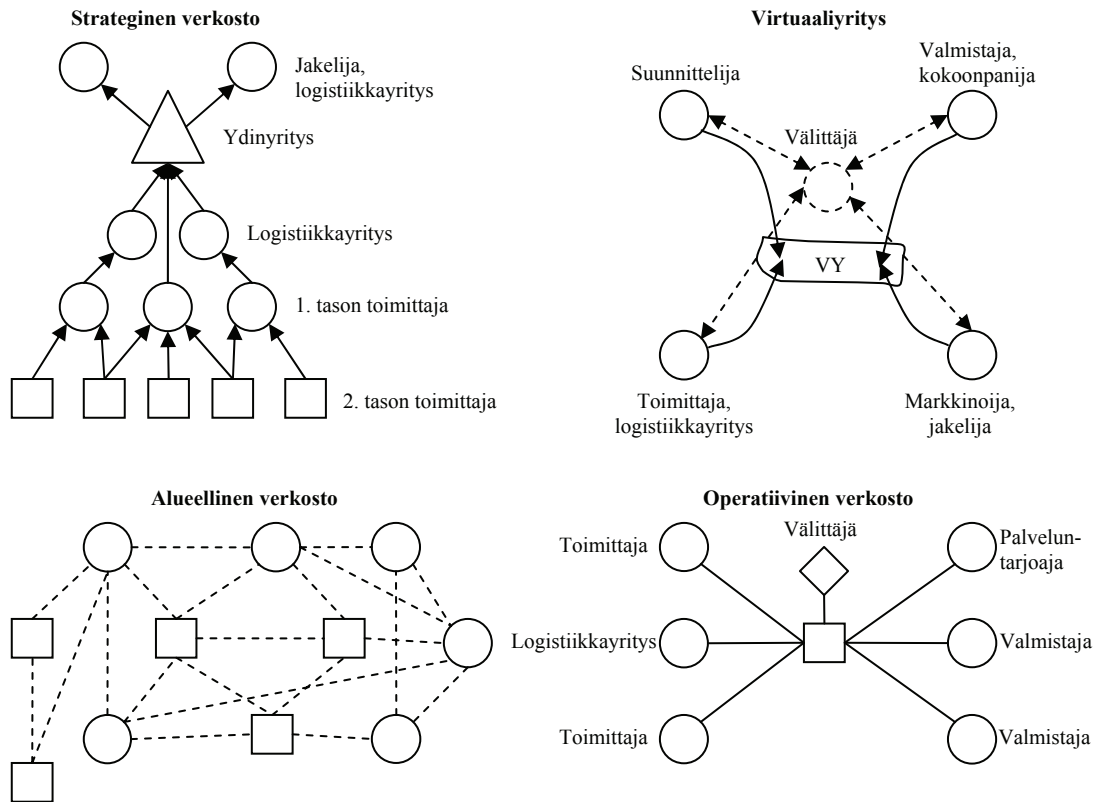 Strateginen verkosto
Jakelija,
logistiikkayritys
Ydinyritys
Logistiikkayritys
1. tason toimittaja
2. tason toimittaja
Virtuaaliyritys
Suunnittelija
Valmistaja,
kokoonpanija
Välittäjä
VY
Toimittaja,
logistiikkayritys
Markkinoija,
jakelija
Alueellinen verkosto
Operatiivinen verkosto
Välittäjä
Toimittaja
Palvelun-
tarjoaja
Logistiikkayritys
Valmistaja
Toimittaja
Valmistaja